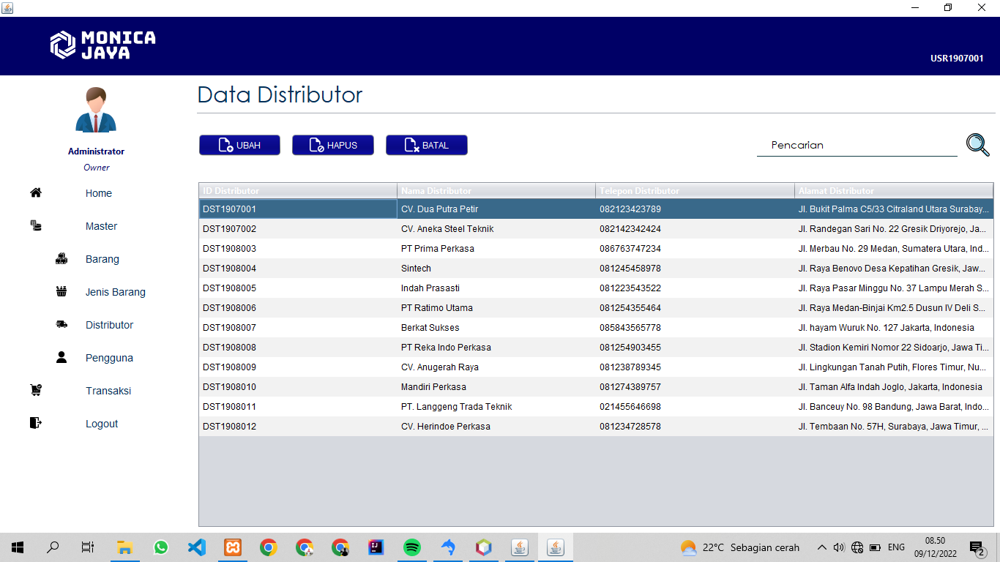 MONICA
JAYA
USR1907001
Administrator
Owner
Home
Master
Barang
Jenis Barang
Distributor
Pengguna
Transaksi
Logout
Data Distributor
UBAH HAPUS BATAL Pencarian
ID Distributor Nama Distributor Telepon Distributor Alamat Distributor
DST1907001 CV. Dua Putra Petir 082123423789 Jl. Bukit Palma C5/33 Citraland Utara Surabay...
DST1907002 CV. Aneka Steel Teknik 082142342424 Jl. Randegan Sari No. 22 Gresik Driyorejo, Ja...
DST1908003 PT Prima Perkasa 086763747234 Jl. Merbau No. 29 Medan, Sumatera Utara, Ind...
DST1908004 Sintech 081245458978 Jl. Raya Benovo Desa Kepatihan Gresik, Jaw...
DST1908005 Indah Prasasti 081223543522 Jl. Raya Pasar Minggu No. 37 Lampu Merah S...
DST1908006 PT Ratimo Utama 081254355464 Jl. Raya Medan-Binjai Km2.5 Dusun IV Deli S...
DST1908007 Berkat Sukses 085843565778 Jl. hayam Wuruk No. 127 Jakarta, Indonesia
DST1908008 PT Reka Indo Perkasa 081254903455 Jl. Stadion Kemiri Nomor 22 Sidoarjo, Jawa Ti...
DST1908009 CV. Anugerah Raya 081238789345 Jl. Lingkungan Tanah Putih, Flores Timur, Nu...
DST1908010 Mandiri Perkasa 081274389757 Jl. Taman Alfa Indah Joglo, Jakarta, Indonesia
DST1908011 PT. Langgeng Trada Teknik 021455646698 Jl. Banceuy No. 98 Bandung, Jawa Barat, Indo...
DST1908012 CV. Herindoe Perkasa 081234728578 Jl. Tembaan No. 57H, Surabaya, Jawa Timur, ...
22°C Sebagian cerah ENG 08.50
09/12/2022
2